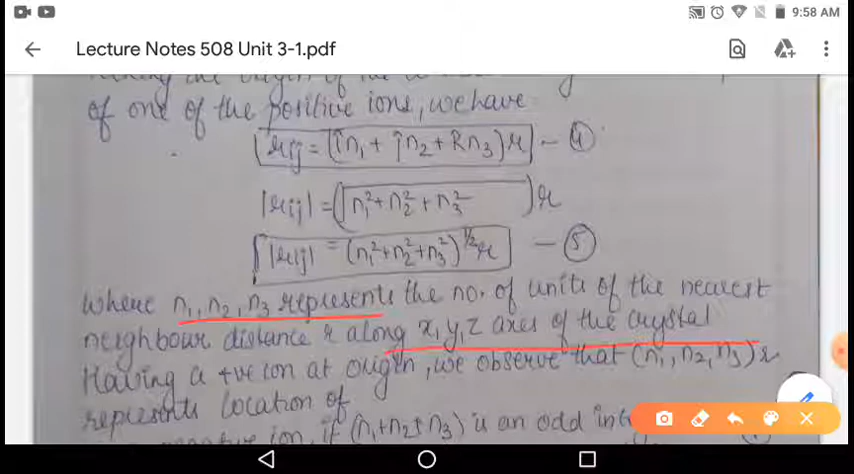 9:58 AM
Lecture Notes 508 Unit 3-1.pdf
of one of the positive ions, we have
rij = (în₁ + ĵn₂ + k̂n₃)r — ④
|rij| = (√n₁²+n₂²+n₃²)r
|rij| = (n₁²+n₂²+n₃²)^1/2 r — ⑤
where n₁, n₂, n₃ represents the no. of units of the nearest
neighbour distance r along x, y, z axes of the crystal
Having a +ve ion at origin, we observe that (n₁, n₂, n₃)r
represents location of
negative ion, if (n₁+n₂+n₃) is an odd